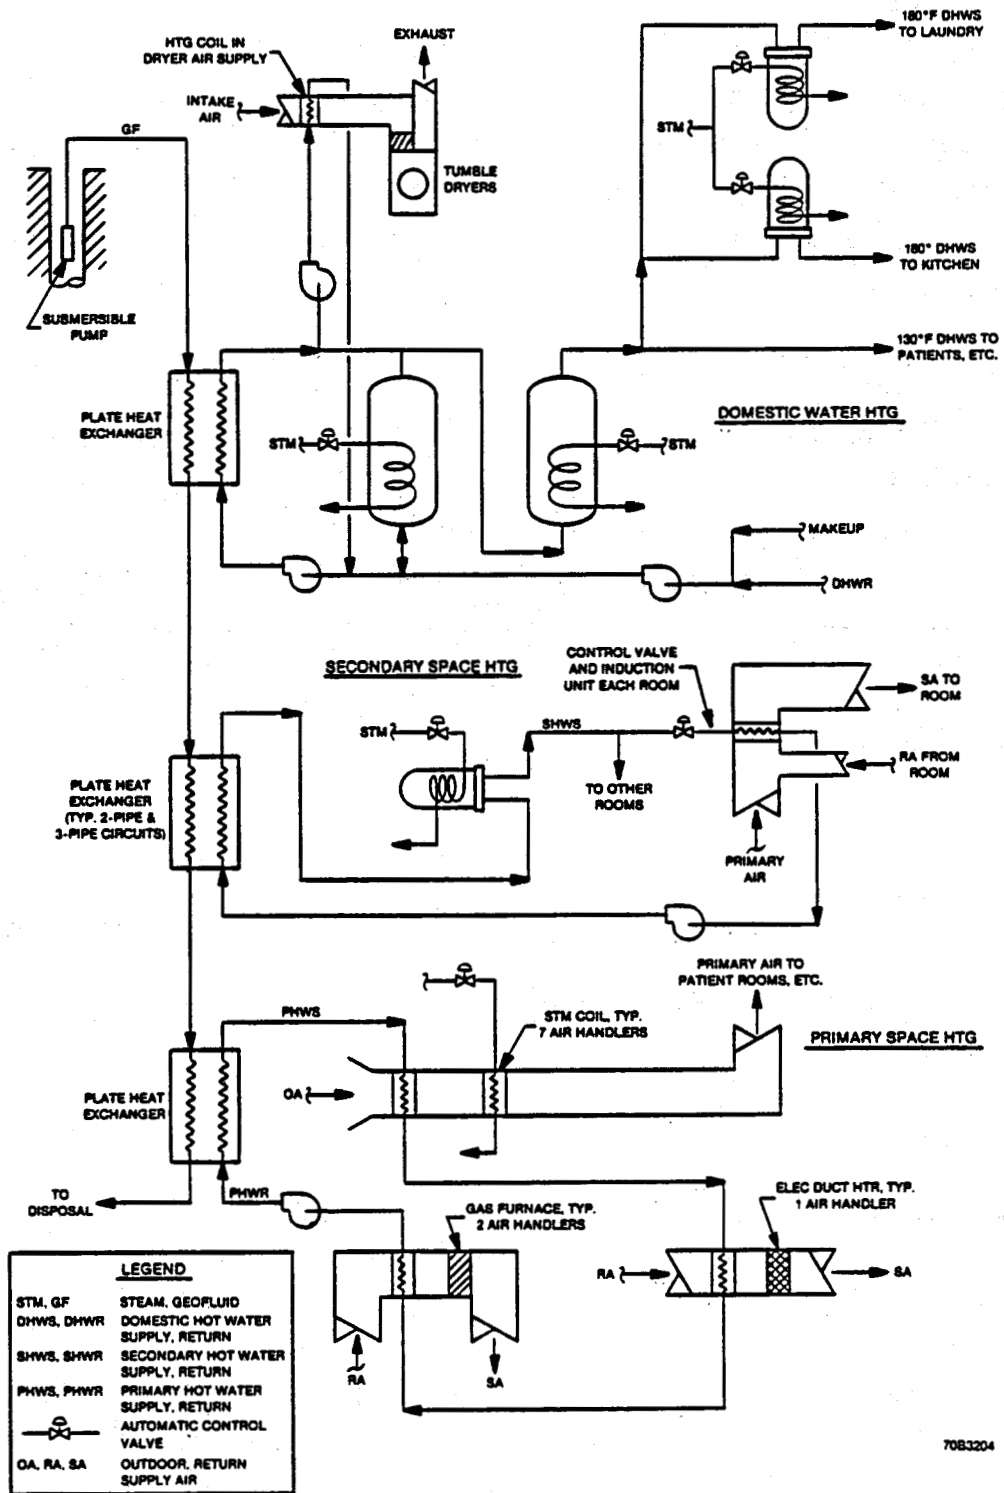 180°F DHWS
TO LAUNDRY
EXHAUST
HTG COIL IN
DRYER AIR SUPPLY
INTAKE
AIR
GF
STM
TUMBLE
DRYERS
180° DHWS
TO KITCHEN
SUBMERSIBLE
PUMP
130°F DHWS TO
PATIENTS, ETC.
PLATE HEAT
EXCHANGER
DOMESTIC WATER HTG
STM
STM
MAKEUP
DHWR
SECONDARY SPACE HTG
CONTROL VALVE
AND INDUCTION
UNIT EACH ROOM
SA TO
ROOM
STM
SHWS
RA FROM
ROOM
PLATE HEAT
EXCHANGER
(TYP. 2-PIPE &
3-PIPE CIRCUITS)
TO OTHER
ROOMS
PRIMARY
AIR
PRIMARY AIR TO
PATIENT ROOMS, ETC.
PHWS
STM COIL, TYP.
7 AIR HANDLERS
PRIMARY SPACE HTG
OA
PLATE HEAT
EXCHANGER
TO
DISPOSAL
PHWR
GAS FURNACE, TYP.
2 AIR HANDLERS
ELEC DUCT HTR, TYP.
1 AIR HANDLER
RA
SA
RA
SA
LEGEND
STM, GF STEAM, GEOFLUID
DHWS, DHWR DOMESTIC HOT WATER
SUPPLY, RETURN
SHWS, SHWR SECONDARY HOT WATER
SUPPLY, RETURN
PHWS, PHWR PRIMARY HOT WATER
SUPPLY, RETURN
AUTOMATIC CONTROL
VALVE
OA, RA, SA OUTDOOR, RETURN
SUPPLY AIR
70B3204